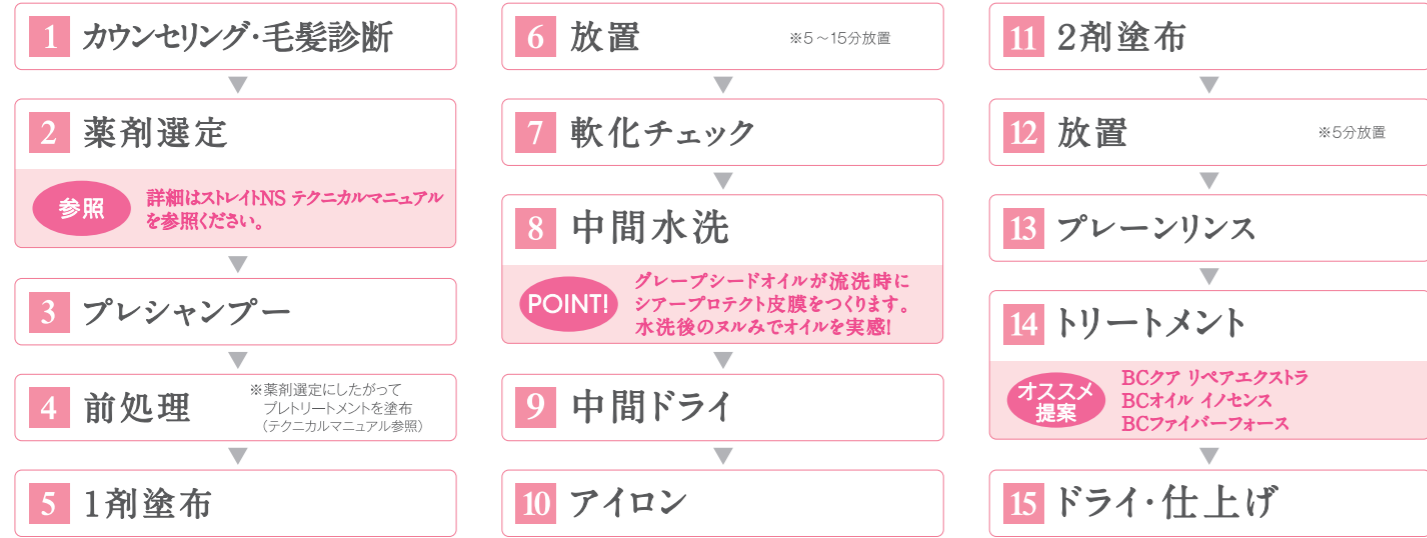 1 カウンセリング・毛髪診断
2 薬剤選定
参照
詳細はストレイトNS テクニカルマニュアル
を参照ください。
3 プレシャンプー
4 前処理
※薬剤選定にしたがって
プレトリートメントを塗布
(テクニカルマニュアル参照)
5 1剤塗布
6 放置 ※5～15分放置
7 軟化チェック
8 中間水洗
POINT!
グレープシードオイルが流洗時に
シアープロテクト皮膜をつくります。
水洗後のヌルみでオイルを実感!
9 中間ドライ
10 アイロン
11 2剤塗布
12 放置 ※5分放置
13 プレーンリンス
14 トリートメント
オススメ
提案
BCクア リペアエクストラ
BCオイル イノセンス
BCファイバーフォース
15 ドライ・仕上げ